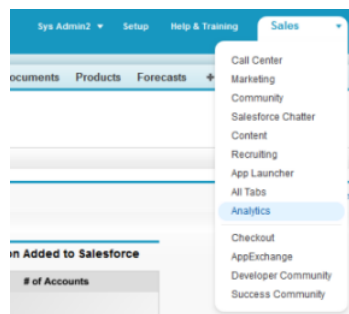 Sys Admin2 Setup Help & Training Sales
ocuments Products Forecasts +
Call Center
Marketing
Community
Salesforce Chatter
Content
Recruiting
App Launcher
All Tabs
Analytics
Checkout
AppExchange
Developer Community
Success Community
on Added to Salesforce
# of Accounts